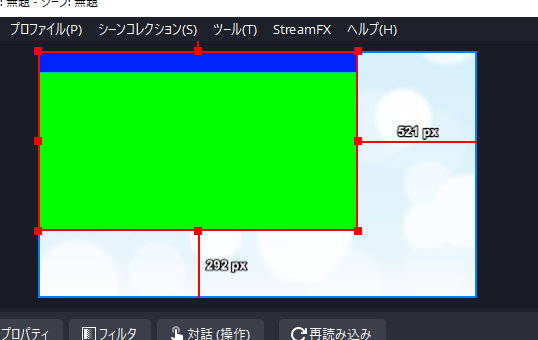 : 無題 - シーン: 無題
プロファイル(P) シーンコレクション(S) ツール(T) StreamFX ヘルプ(H)
521 px
292 px
プロパティ フィルタ 対話 (操作) 再読み込み